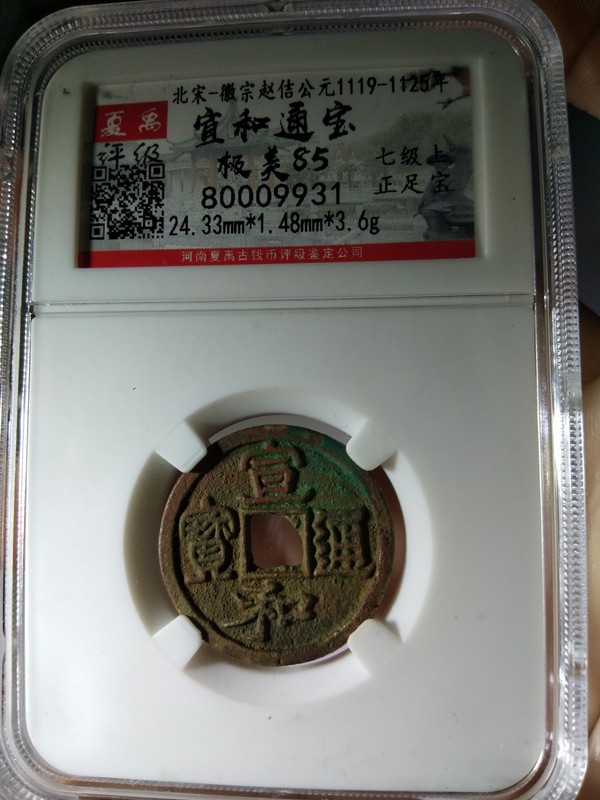 北宋-徽宗赵佶公元1119-1125年
夏禹
评级
宣和通宝
极美85
七级上
正足宝
80009931
24.33mm*1.48mm*3.6g
河南夏禹古钱币评级鉴定公司
宣
寳 通
和